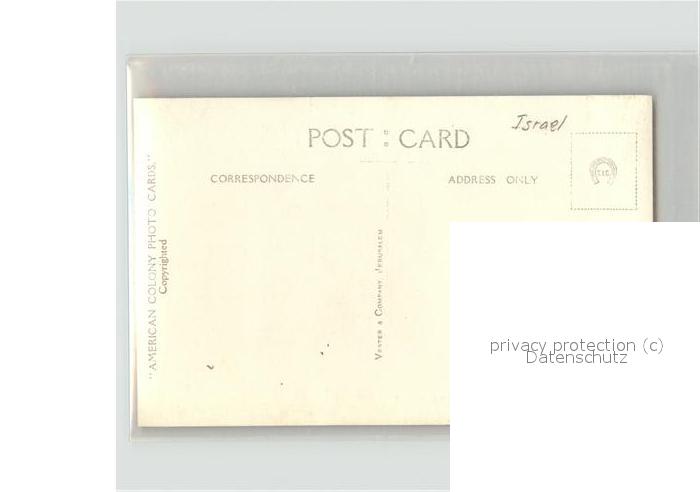 Israel
POST CARD
CORRESPONDENCE
ADDRESS ONLY
"AMERICAN COLONY PHOTO CARDS."
Copyrighted
VESTER & COMPANY JERUSALEM
privacy protection (c)
Datenschutz